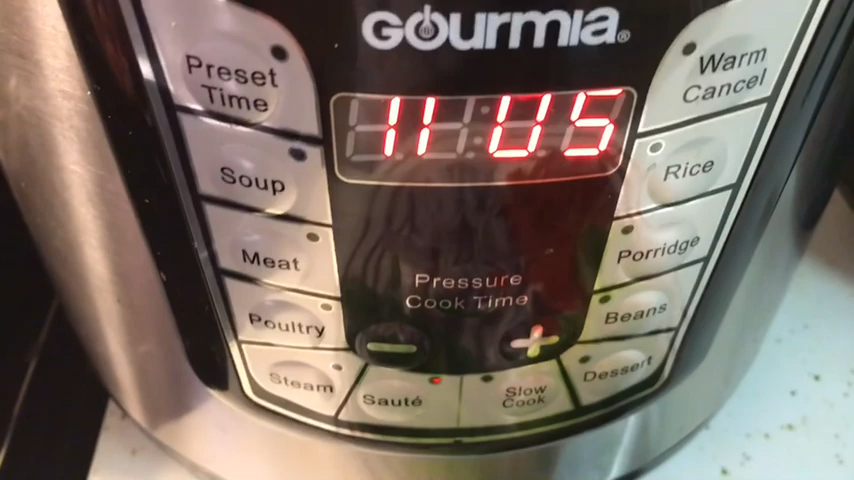 GOURMIA®
Preset
Time
Warm
Cancel
11 U5
Soup
Rice
Meat
Porridge
Pressure
Cook Time
Poultry
Beans
− +
Steam
Sauté
Slow
Cook
Dessert